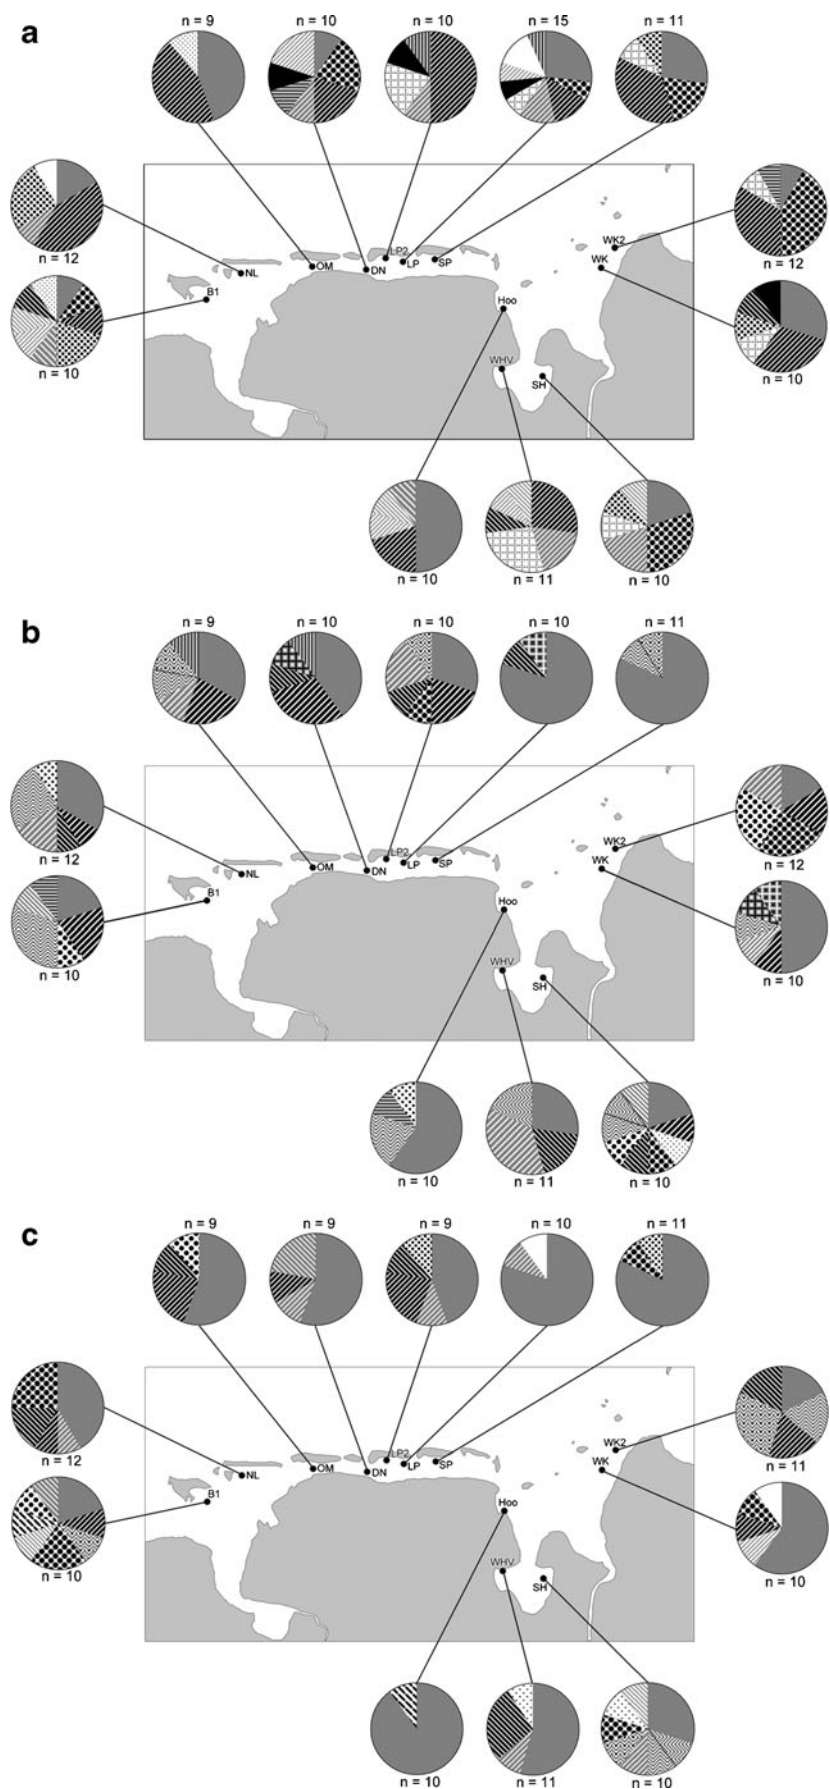 a
n = 9
n = 10
n = 10
n = 15
n = 11
n = 12
n = 10
NL
B1
OM
DN
LP2
LP
SP
Hoo
WHV
SH
WK2
WK
n = 12
n = 10
n = 10
n = 11
n = 10
b
n = 9
n = 10
n = 10
n = 10
n = 11
n = 12
n = 10
NL
B1
OM
DN
LP2
LP
SP
Hoo
WHV
SH
WK2
WK
n = 12
n = 10
n = 10
n = 11
n = 10
c
n = 9
n = 9
n = 9
n = 10
n = 11
n = 12
n = 10
NL
B1
OM
DN
LP2
LP
SP
Hoo
WHV
SH
WK2
WK
n = 11
n = 10
n = 10
n = 11
n = 10